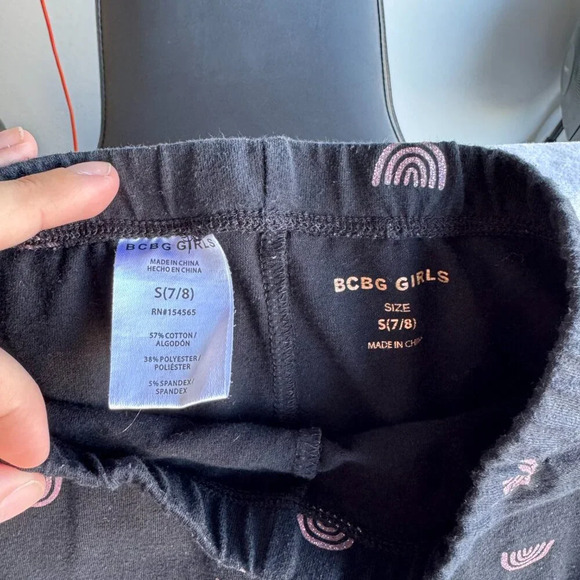 BCBG GIRLS
MADE IN CHINA
HECHO EN CHINA
S(7/8)
RN#154565
57% COTTON/
ALGODÓN
38% POLYESTER/
POLIÉSTER
5% SPANDEX/
SPANDEX
BCBG GIRLS
SIZE
S(7/8)
MADE IN CHINA